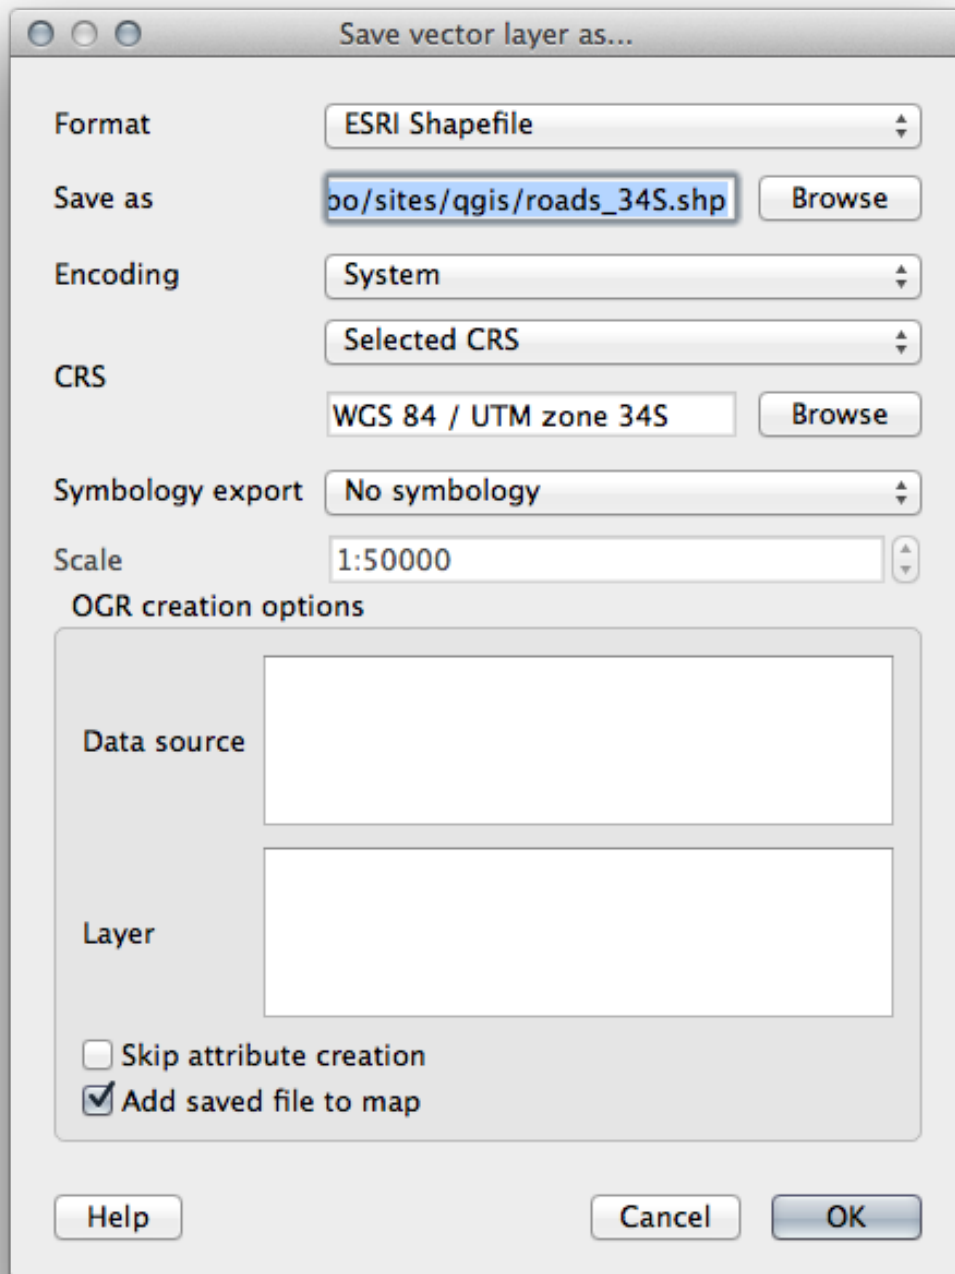 Save vector layer as...
Format ESRI Shapefile
Save as bo/sites/qgis/roads_34S.shp Browse
Encoding System
Selected CRS
CRS
WGS 84 / UTM zone 34S Browse
Symbology export No symbology
Scale 1:50000
OGR creation options
Data source
Layer
Skip attribute creation
Add saved file to map
Help Cancel OK